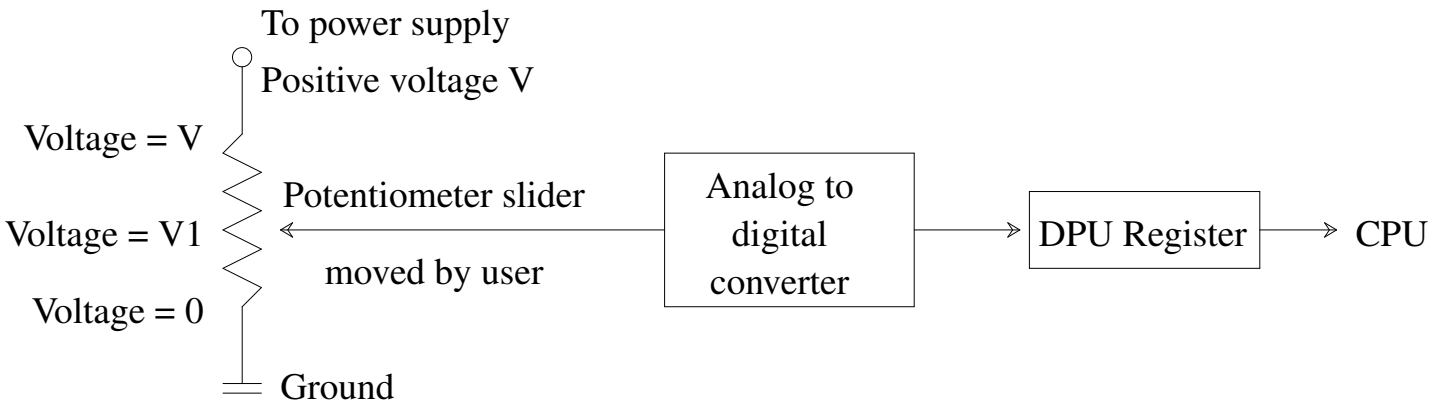 To power supply
Positive voltage V
Voltage = V
Potentiometer slider
Voltage = V1
moved by user
Voltage = 0
Ground
Analog to
digital
converter
DPU Register
CPU